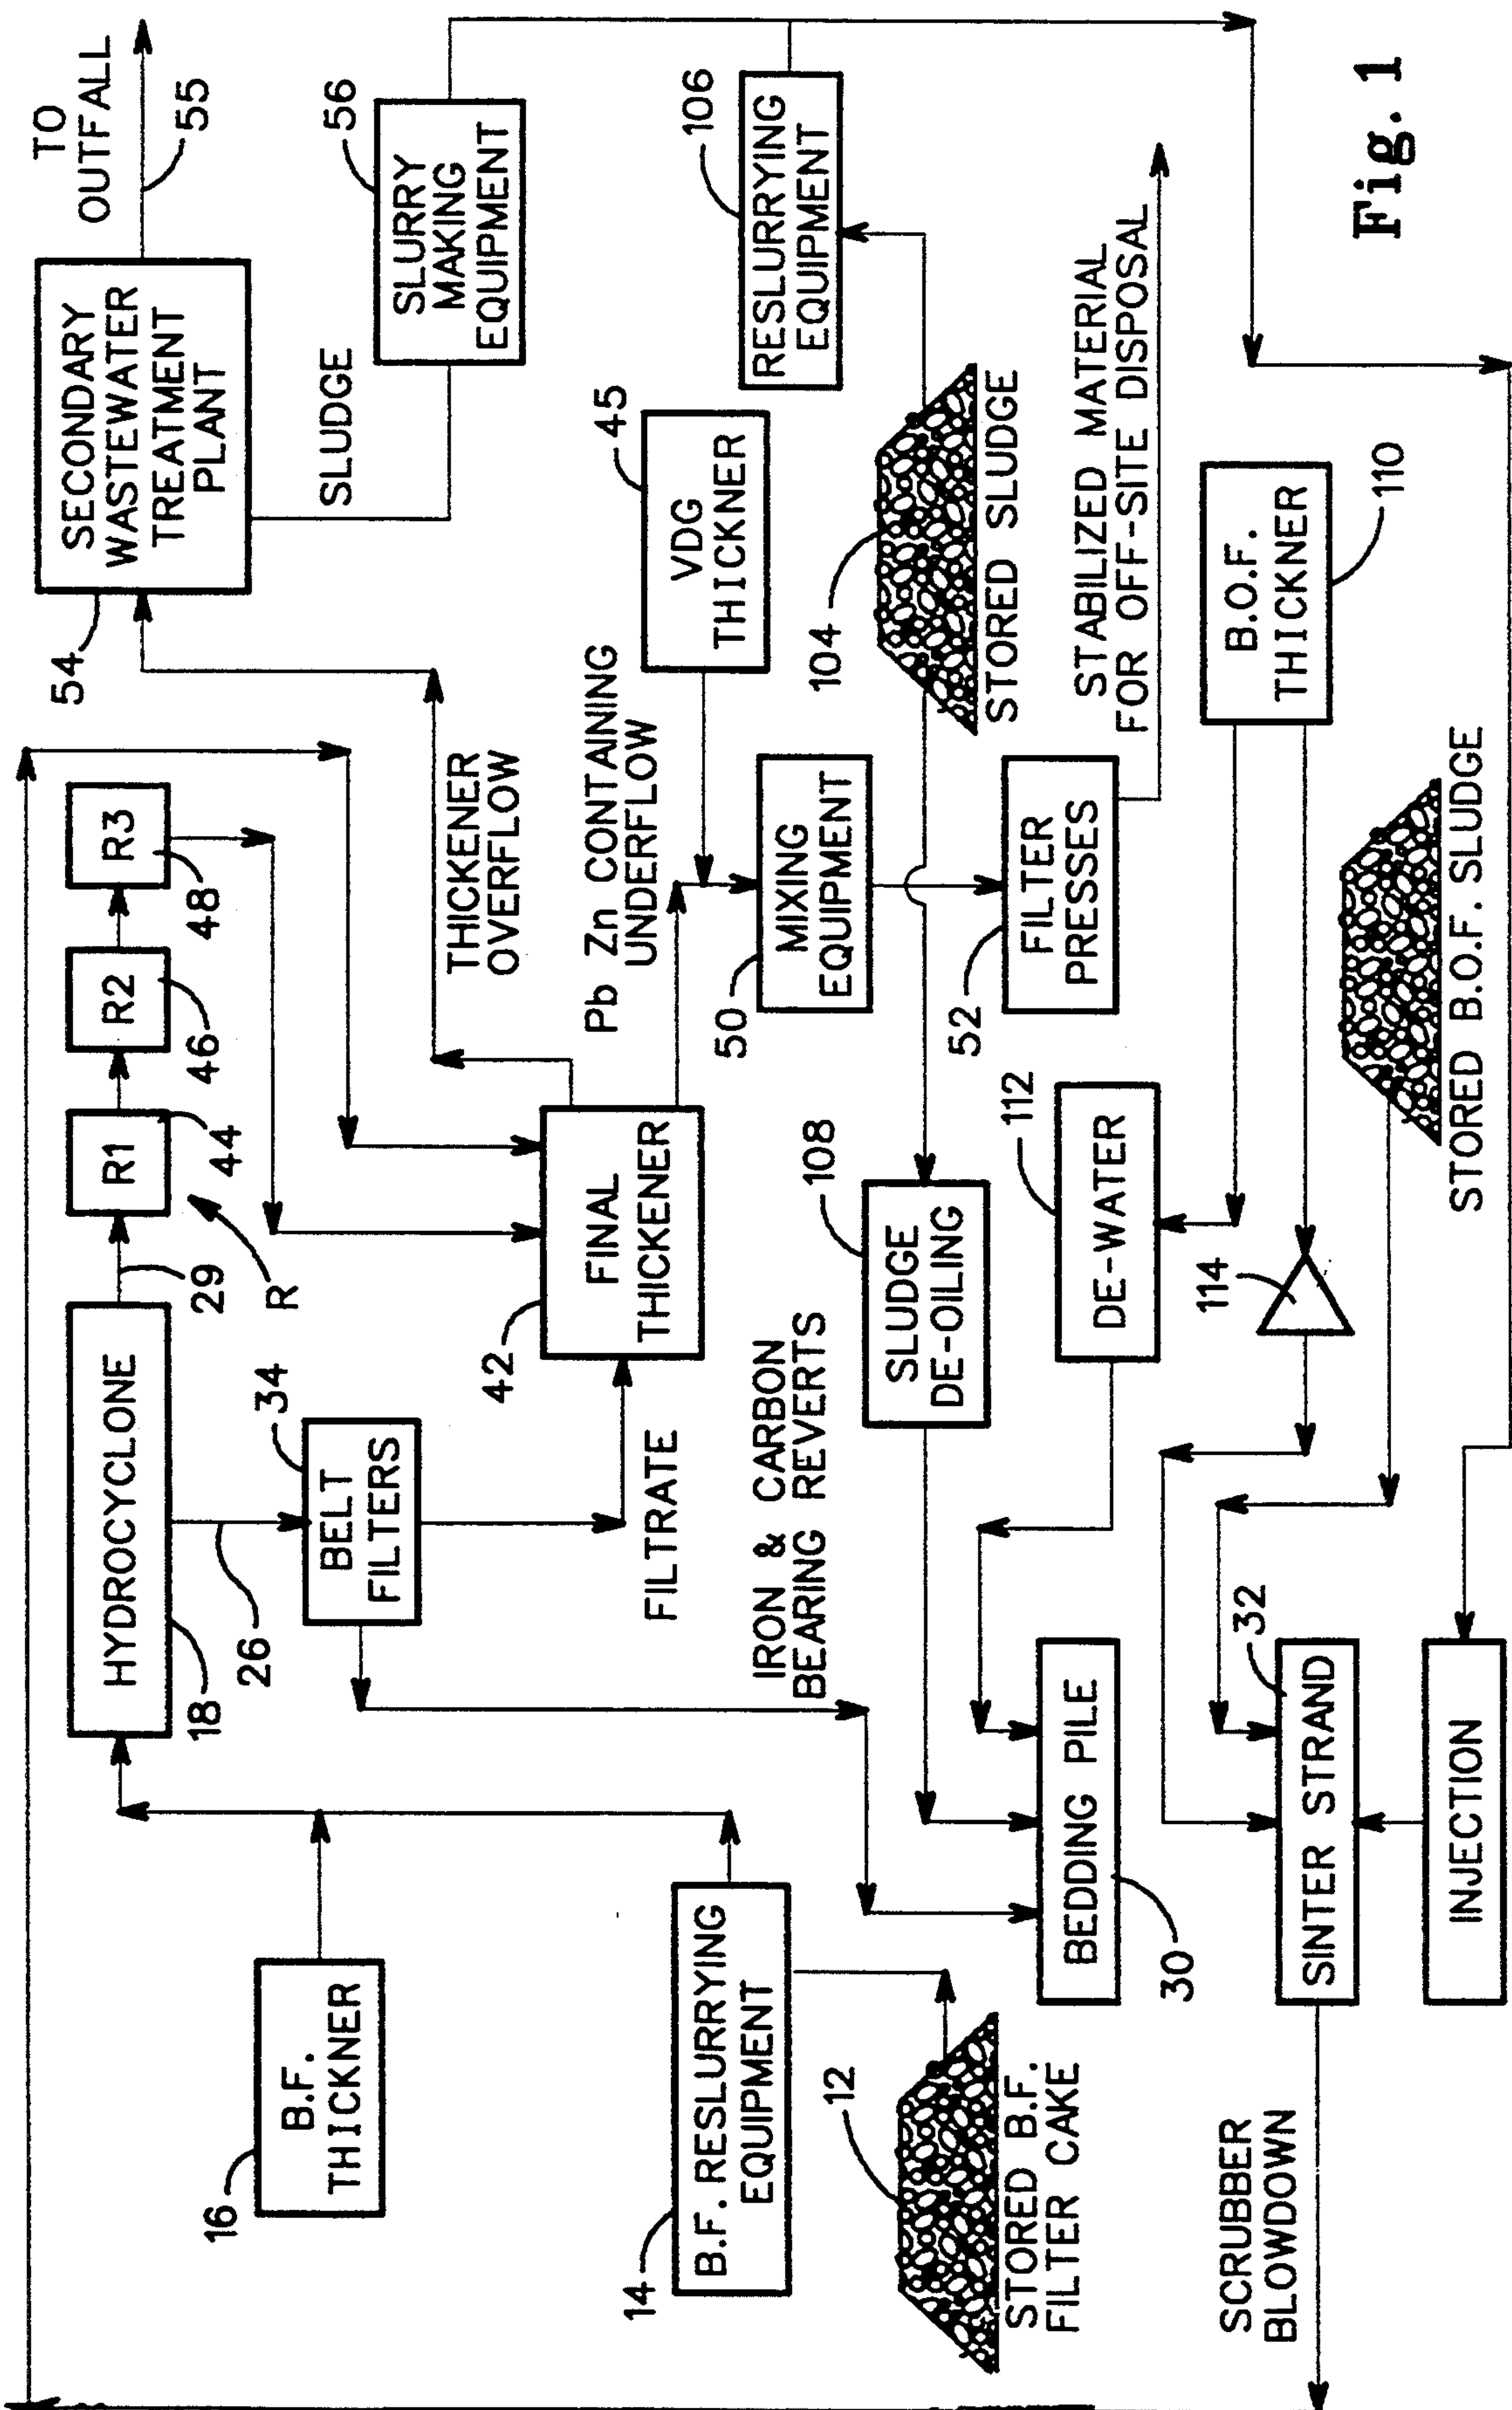 TO
OUTFALL
55
SECONDARY
WASTEWATER
TREATMENT
PLANT
54
SLUDGE
SLURRY
MAKING
EQUIPMENT
56
HYDROCYCLONE
18
29
R1
44
R2
46
R3
48
R
26
BELT
FILTERS
34
FILTRATE
FINAL
THICKENER
42
THICKENER
OVERFLOW
Pb Zn CONTAINING
UNDERFLOW
VDG
THICKNER
45
RESLURRYING
EQUIPMENT
106
B.F.
THICKNER
16
B.F. RESLURRYING
EQUIPMENT
14
12
STORED B.F.
FILTER CAKE
IRON & CARBON
BEARING REVERTS
MIXING
EQUIPMENT
50
104
STORED SLUDGE
SLUDGE
DE-OILING
108
FILTER
PRESSES
52
STABILIZED MATERIAL
FOR OFF-SITE DISPOSAL
BEDDING PILE
30
DE-WATER
112
B.O.F.
THICKNER
110
114
SCRUBBER
BLOWDOWN
SINTER STRAND
32
STORED B.O.F. SLUDGE
INJECTION
Fig. 1